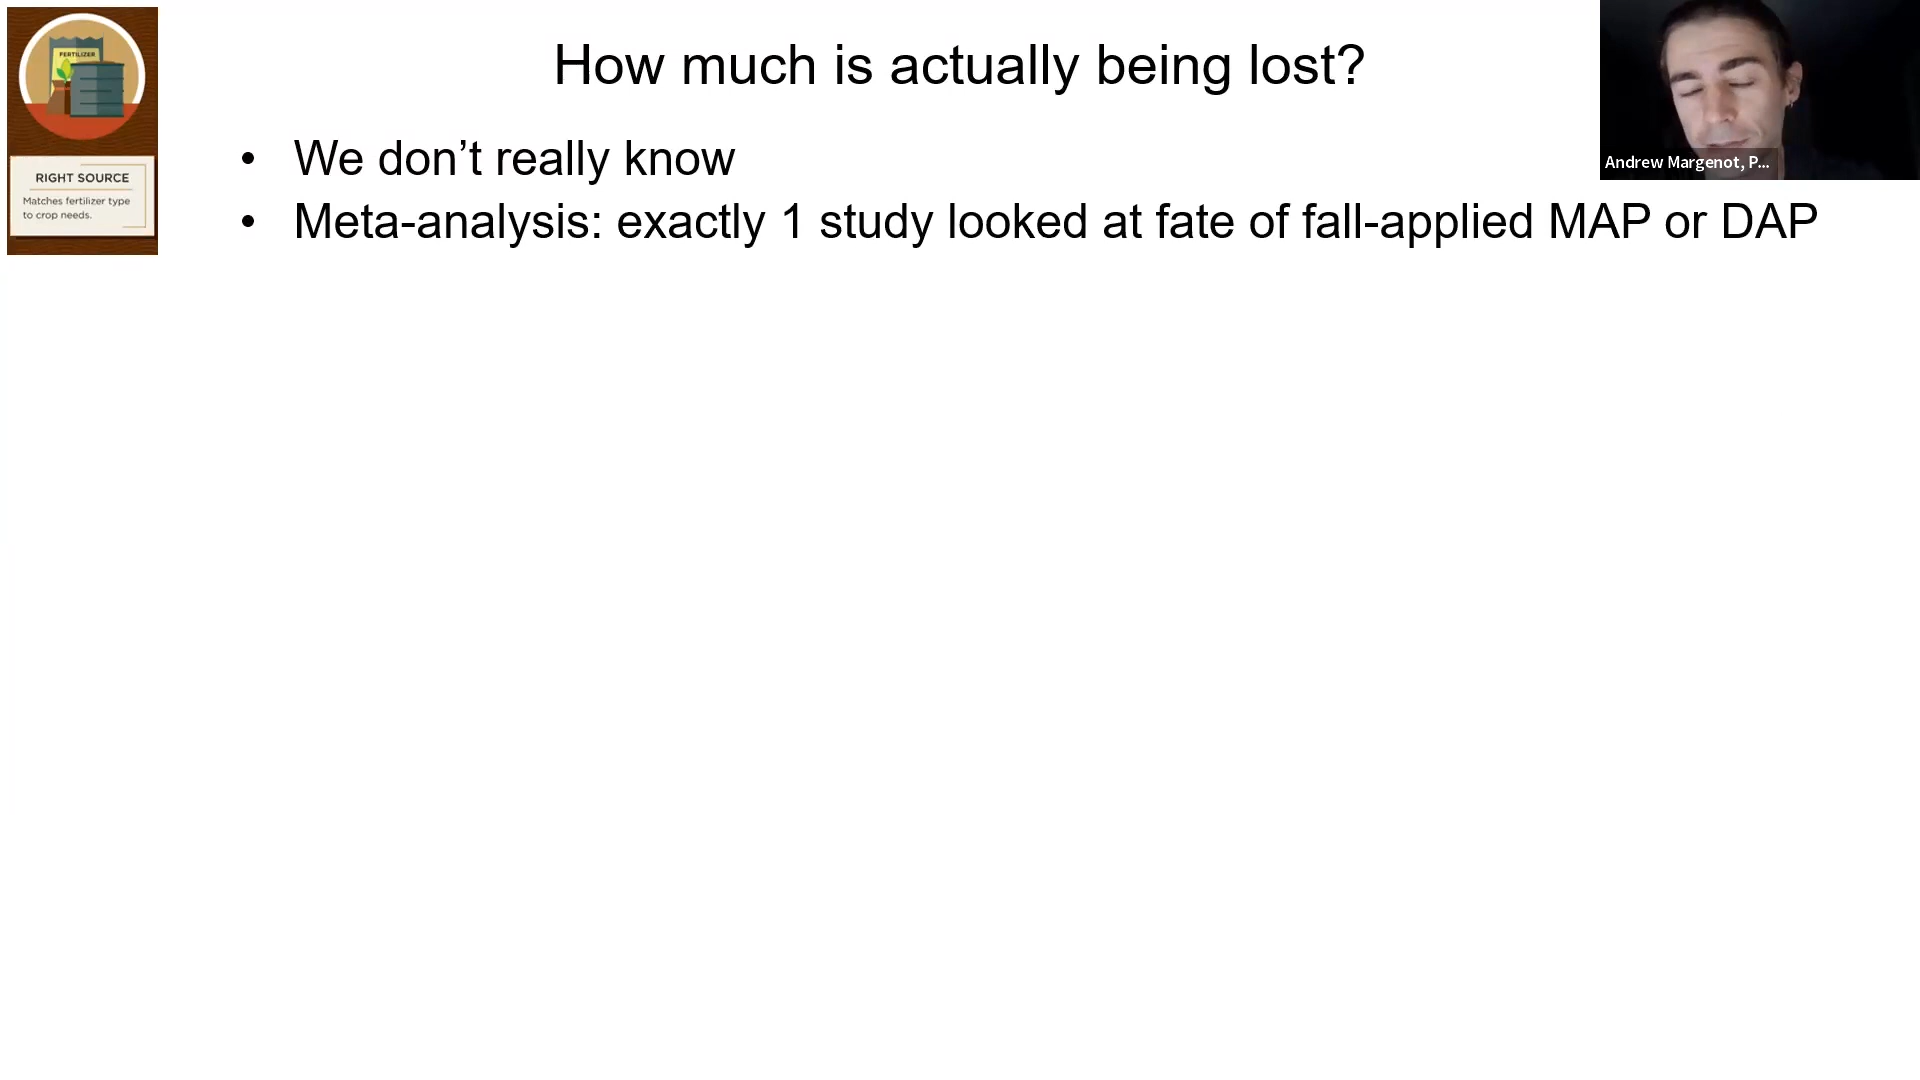 How much is actually being lost?
• We don’t really know
• Meta-analysis: exactly 1 study looked at fate of fall-applied MAP or DAP
FERTILIZER
RIGHT SOURCE
Matches fertilizer type
to crop needs.
Andrew Margenot, P...